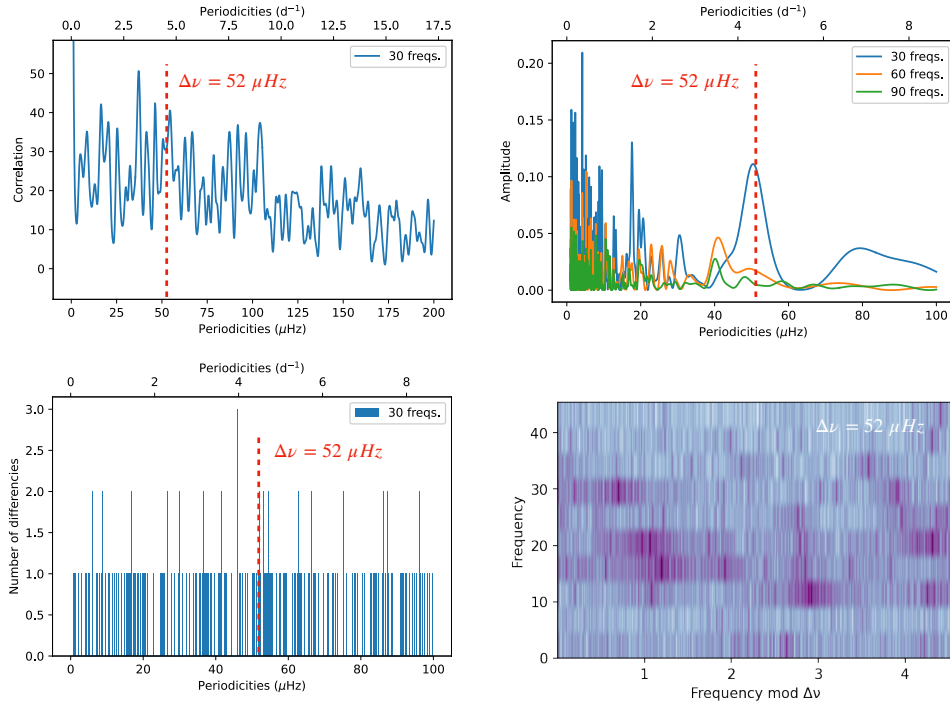 Periodicities (d⁻¹)
0.0 2.5 5.0 7.5 10.0 12.5 15.0 17.5
30 freqs.
Δν = 52 μHz
Correlation
50
40
30
20
10
0
0 25 50 75 100 125 150 175 200
Periodicities (μHz)
Periodicities (d⁻¹)
0 2 4 6 8
30 freqs.
60 freqs.
90 freqs.
Δν = 52 μHz
Amplitude
0.20
0.15
0.10
0.05
0.00
0 20 40 60 80 100
Periodicities (μHz)
Periodicities (d⁻¹)
0 2 4 6 8
30 freqs.
Δν = 52 μHz
Number of differencies
3.0
2.5
2.0
1.5
1.0
0.5
0.0
0 20 40 60 80 100
Periodicities (μHz)
Δν = 52 μHz
Frequency
40
30
20
10
0
1 2 3 4
Frequency mod Δν